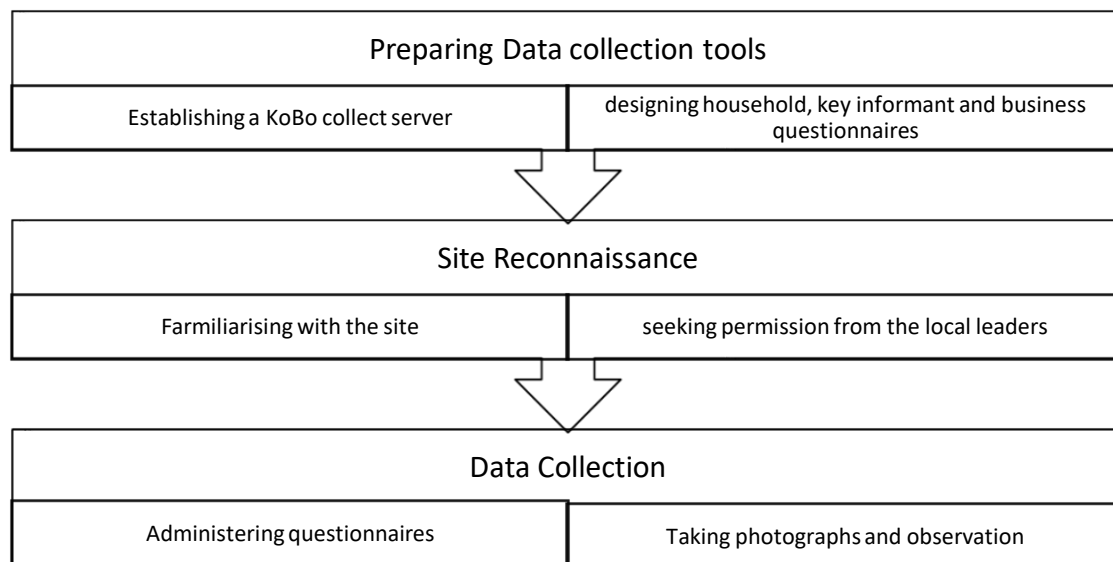 Preparing Data collection tools
Establishing a KoBo collect server
designing household, key informant and business
questionnaires
Site Reconnaissance
Farmiliarising with the site
seeking permission from the local leaders
Data Collection
Administering questionnaires
Taking photographs and observation